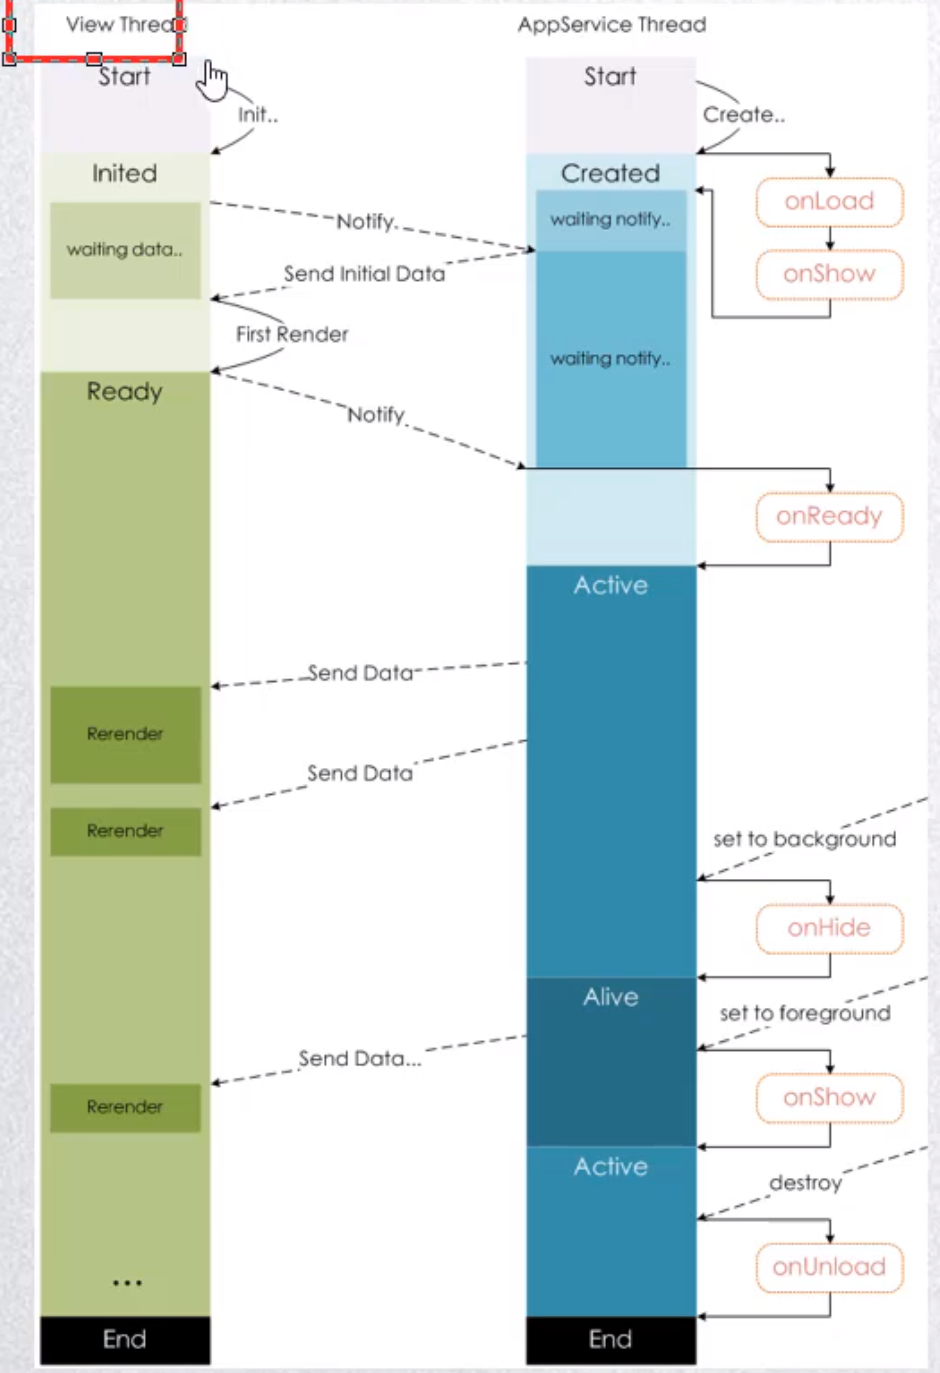 View Thread
AppService Thread
Start
Start
Init..
Create..
Inited
Created
onLoad
waiting data..
Notify
waiting notify..
Send Initial Data
onShow
First Render
waiting notify..
Ready
Notify
onReady
Active
Send Data
Rerender
Send Data
Rerender
set to background
onHide
Alive
set to foreground
Send Data...
Rerender
onShow
Active
destroy
onUnload
...
End
End